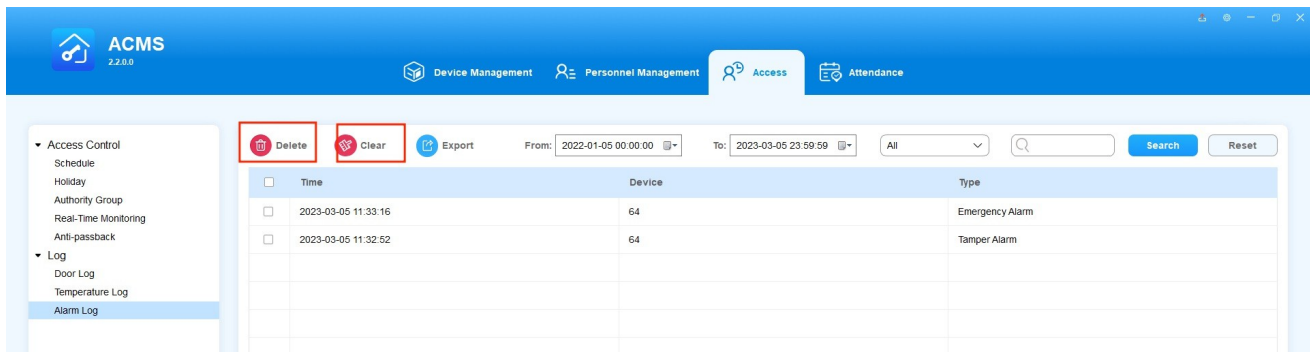 ACMS
2.2.0.0
Device Management Personnel Management Access Attendance
Access Control
Schedule
Holiday
Authority Group
Real-Time Monitoring
Anti-passback
Log
Door Log
Temperature Log
Alarm Log
Delete Clear Export From: 2022-01-05 00:00:00 To: 2023-03-05 23:59:59 All Search Reset
Time Device Type
2023-03-05 11:33:16 64 Emergency Alarm
2023-03-05 11:32:52 64 Tamper Alarm